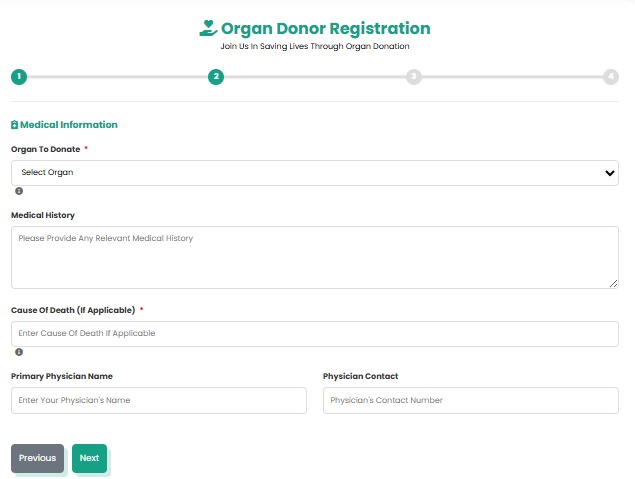 Organ Donor Registration
Join Us In Saving Lives Through Organ Donation
1 2 3 4
Medical Information
Organ To Donate *
Select Organ
Medical History
Please Provide Any Relevant Medical History
Cause Of Death (If Applicable) *
Enter Cause Of Death If Applicable
Primary Physician Name Physician Contact
Enter Your Physician's Name Physician's Contact Number
Previous Next